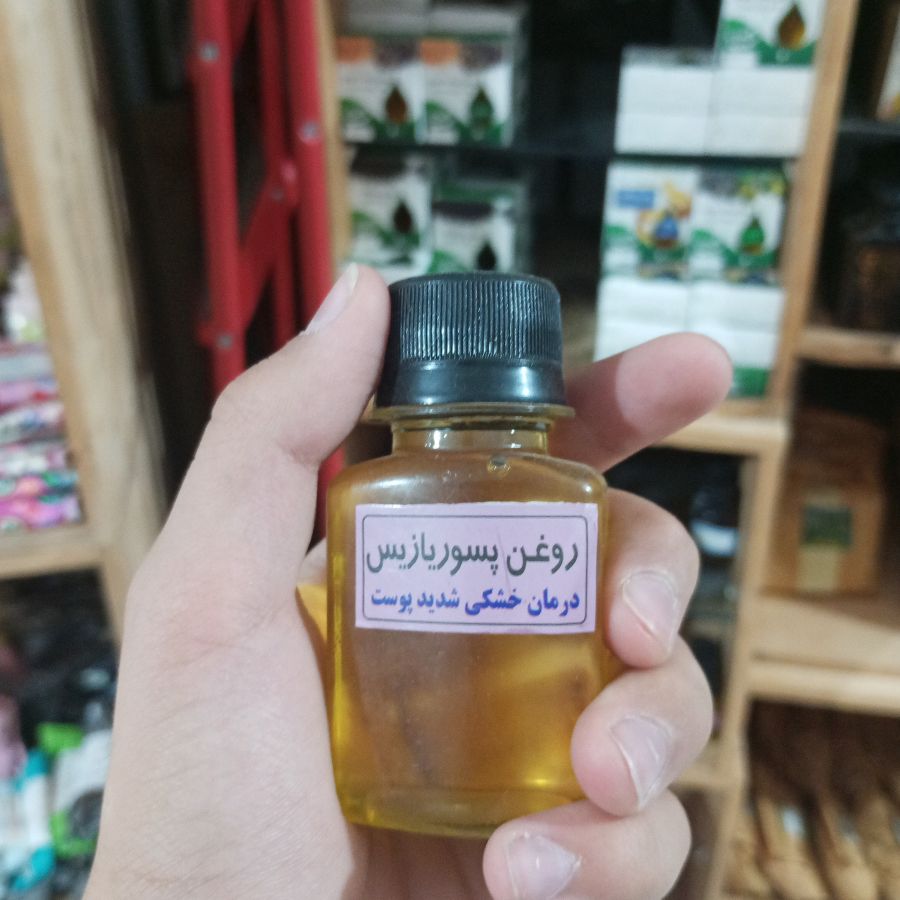 روغن پسوریازیس
درمان خشکی شدید پوست